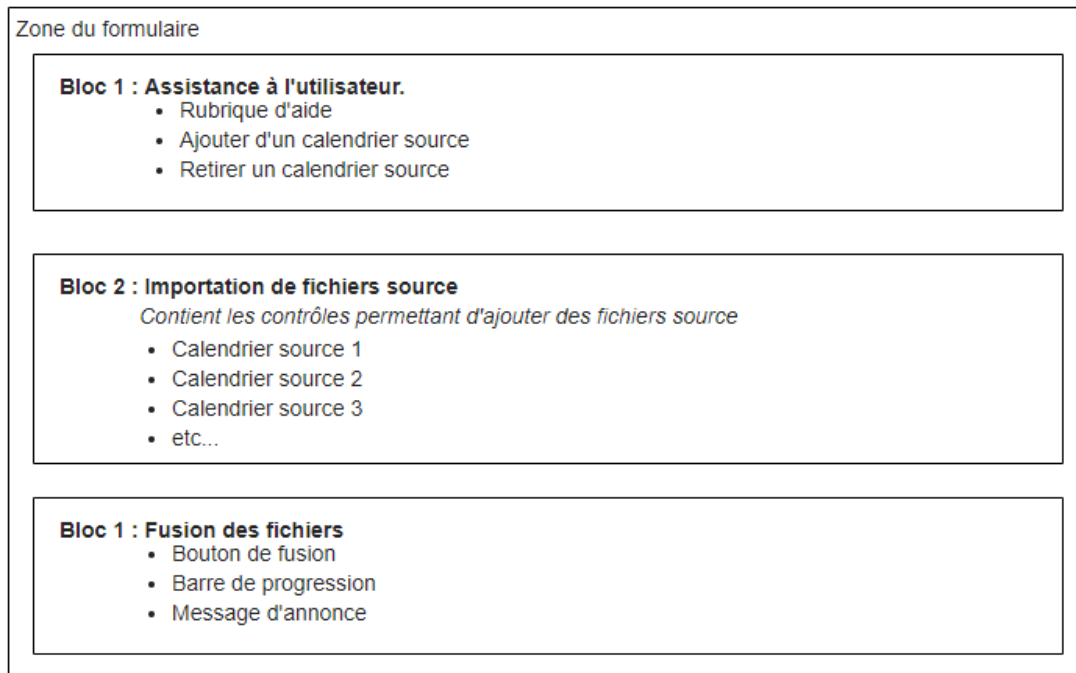 Zone du formulaire
Bloc 1 : Assistance à l'utilisateur.
• Rubrique d'aide
• Ajouter d'un calendrier source
• Retirer un calendrier source
Bloc 2 : Importation de fichiers source
Contient les contrôles permettant d'ajouter des fichiers source
• Calendrier source 1
• Calendrier source 2
• Calendrier source 3
• etc...
Bloc 1 : Fusion des fichiers
• Bouton de fusion
• Barre de progression
• Message d'annonce